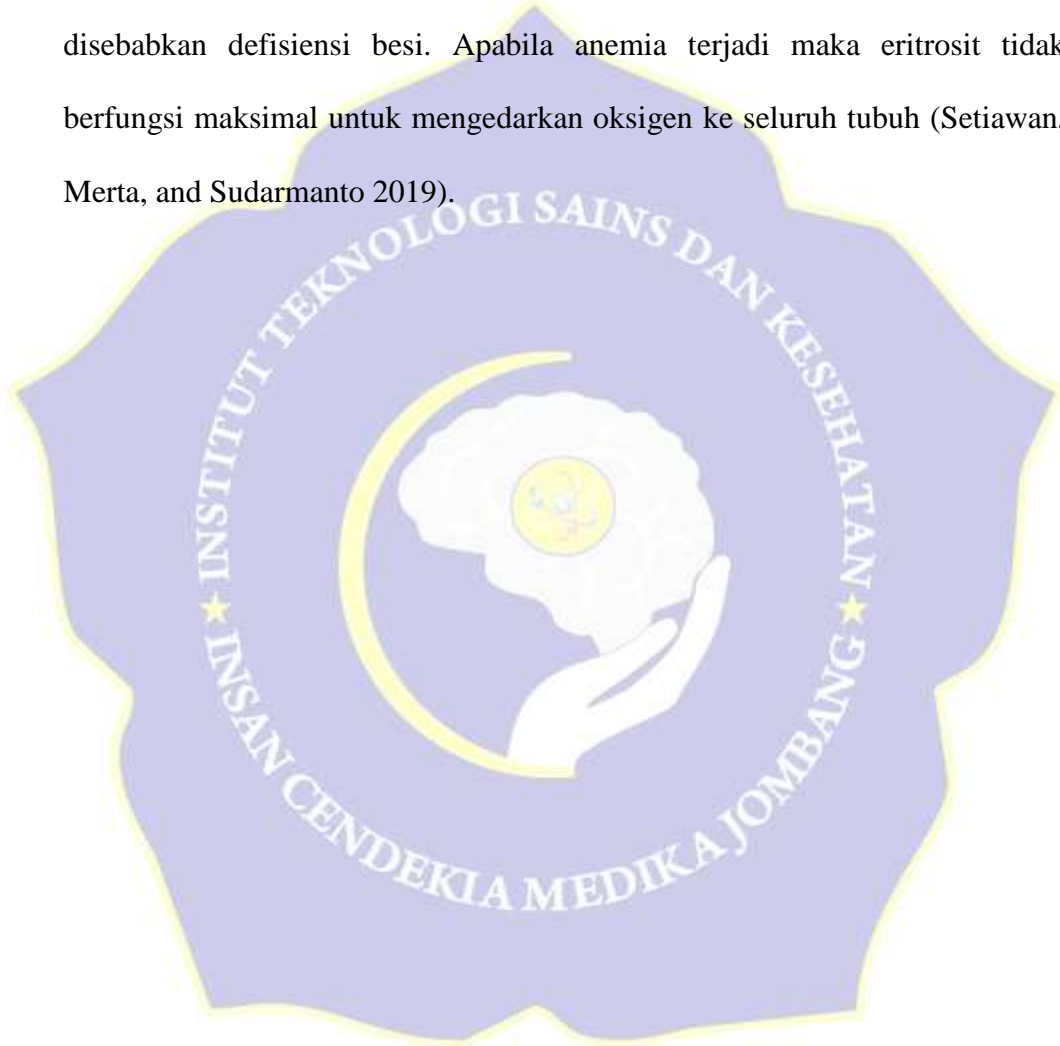 disebabkan defisiensi besi. Apabila anemia terjadi maka eritrosit tidak
berfungsi maksimal untuk mengedarkan oksigen ke seluruh tubuh (Setiawan,
Merta, and Sudarmanto 2019).
INSTITUT TEKNOLOGI SAINS DAN KESEHATAN
★ INSAN CENDEKIA MEDIKA JOMBANG ★